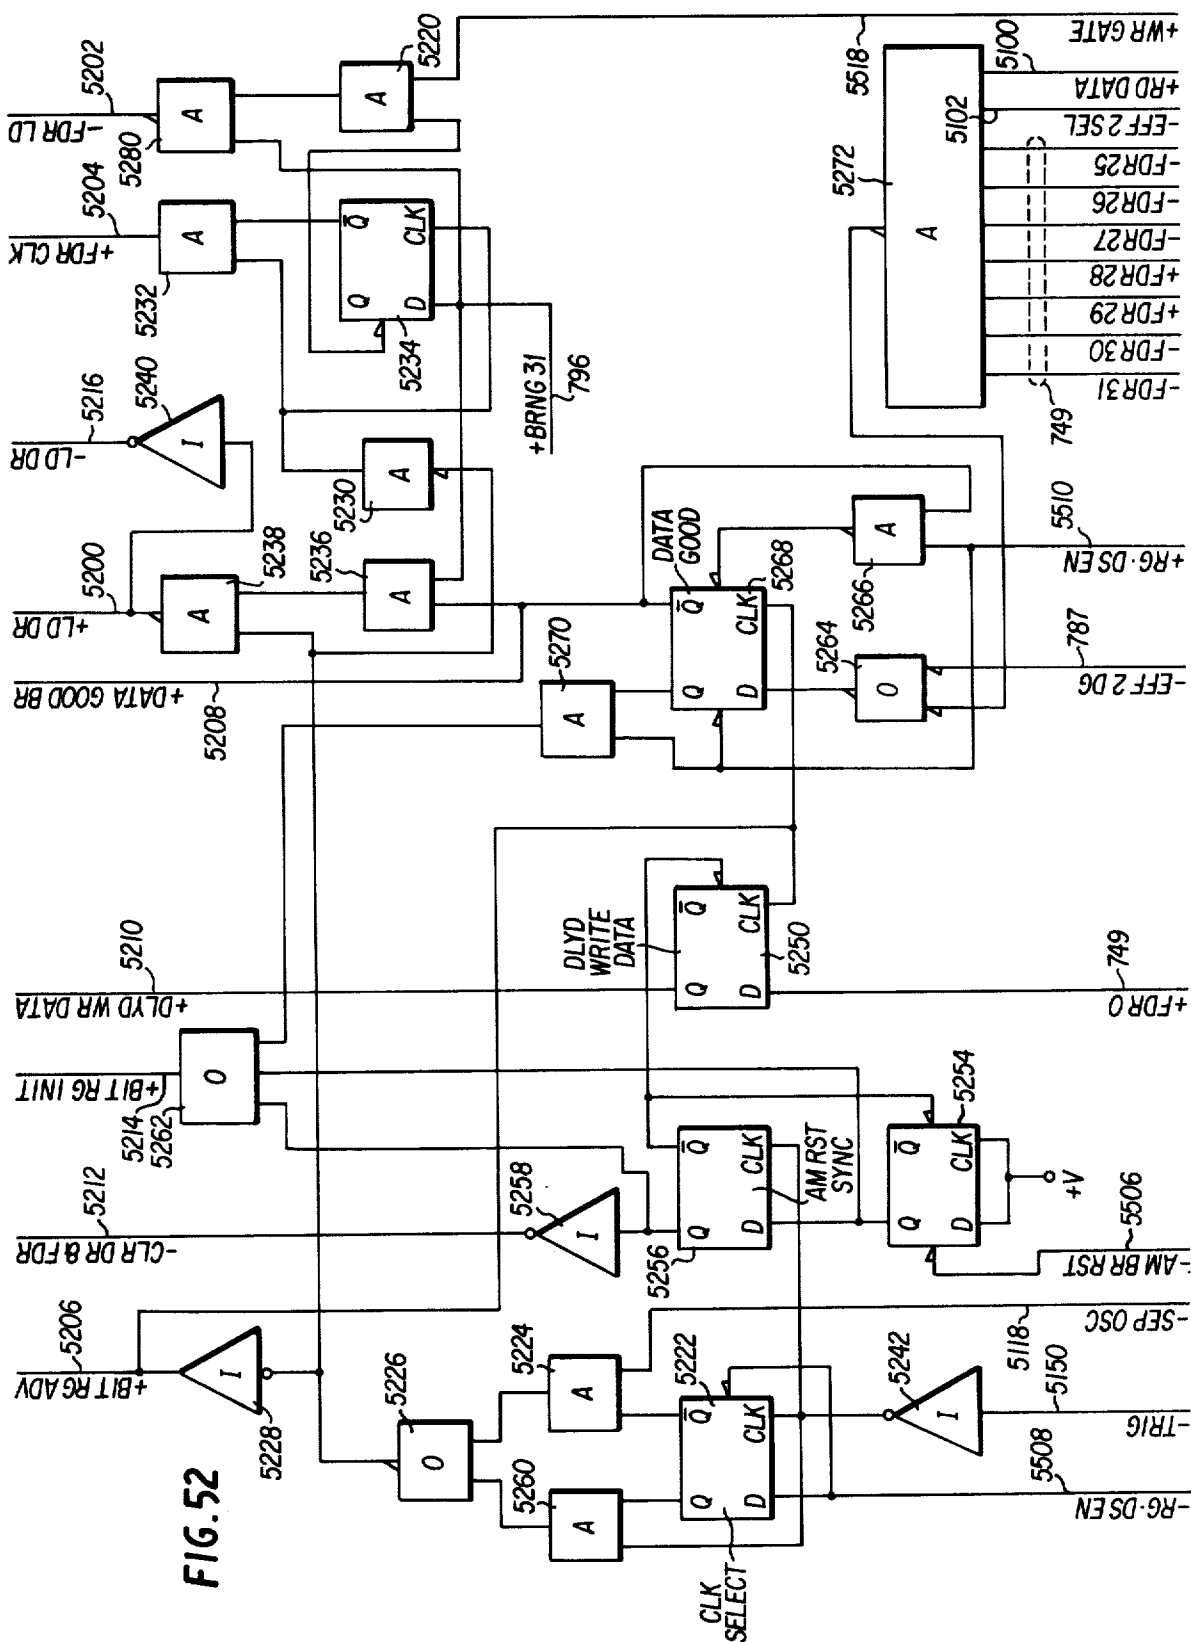 FIG. 52
5206
+BIT RG ADV
5228
I
5226
O
5260
A
5224
A
5222
Q
Q̅
D
CLK
CLK
SELECT
5242
I
5508
-RG·DS EN
5150
-TRIG
5118
-SEP OSC
5212
-CLR DR & FDR
5258
I
5214
+BIT RG INIT
5262
O
5256
Q
Q̅
D
CLK
AM RST
SYNC
5254
Q
Q̅
D
CLK
+V
5506
-AM BR RST
5210
+DLYD WR DATA
DLYD
WRITE
DATA
Q
Q̅
D
CLK
5250
749
+FDR 0
5208
+DATA GOOD BR
5270
A
DATA
GOOD
Q
Q̅
D
CLK
5268
5264
O
5266
A
787
-EFF 2 DG
5510
+RG·DS EN
5200
+LD DR
5238
A
5236
A
5230
A
5216
-LD DR
5240
I
5204
+FDR CLK
5232
A
Q
Q̅
D
CLK
5234
+BRNG 31
796
5202
-FDR LD
5280
A
5220
A
5272
A
5518
+WR GATE
5100
+RD DATA
5102
-EFF 2 SEL
-FDR25
-FDR26
-FDR27
+FDR28
+FDR29
-FDR30
-FDR31
749